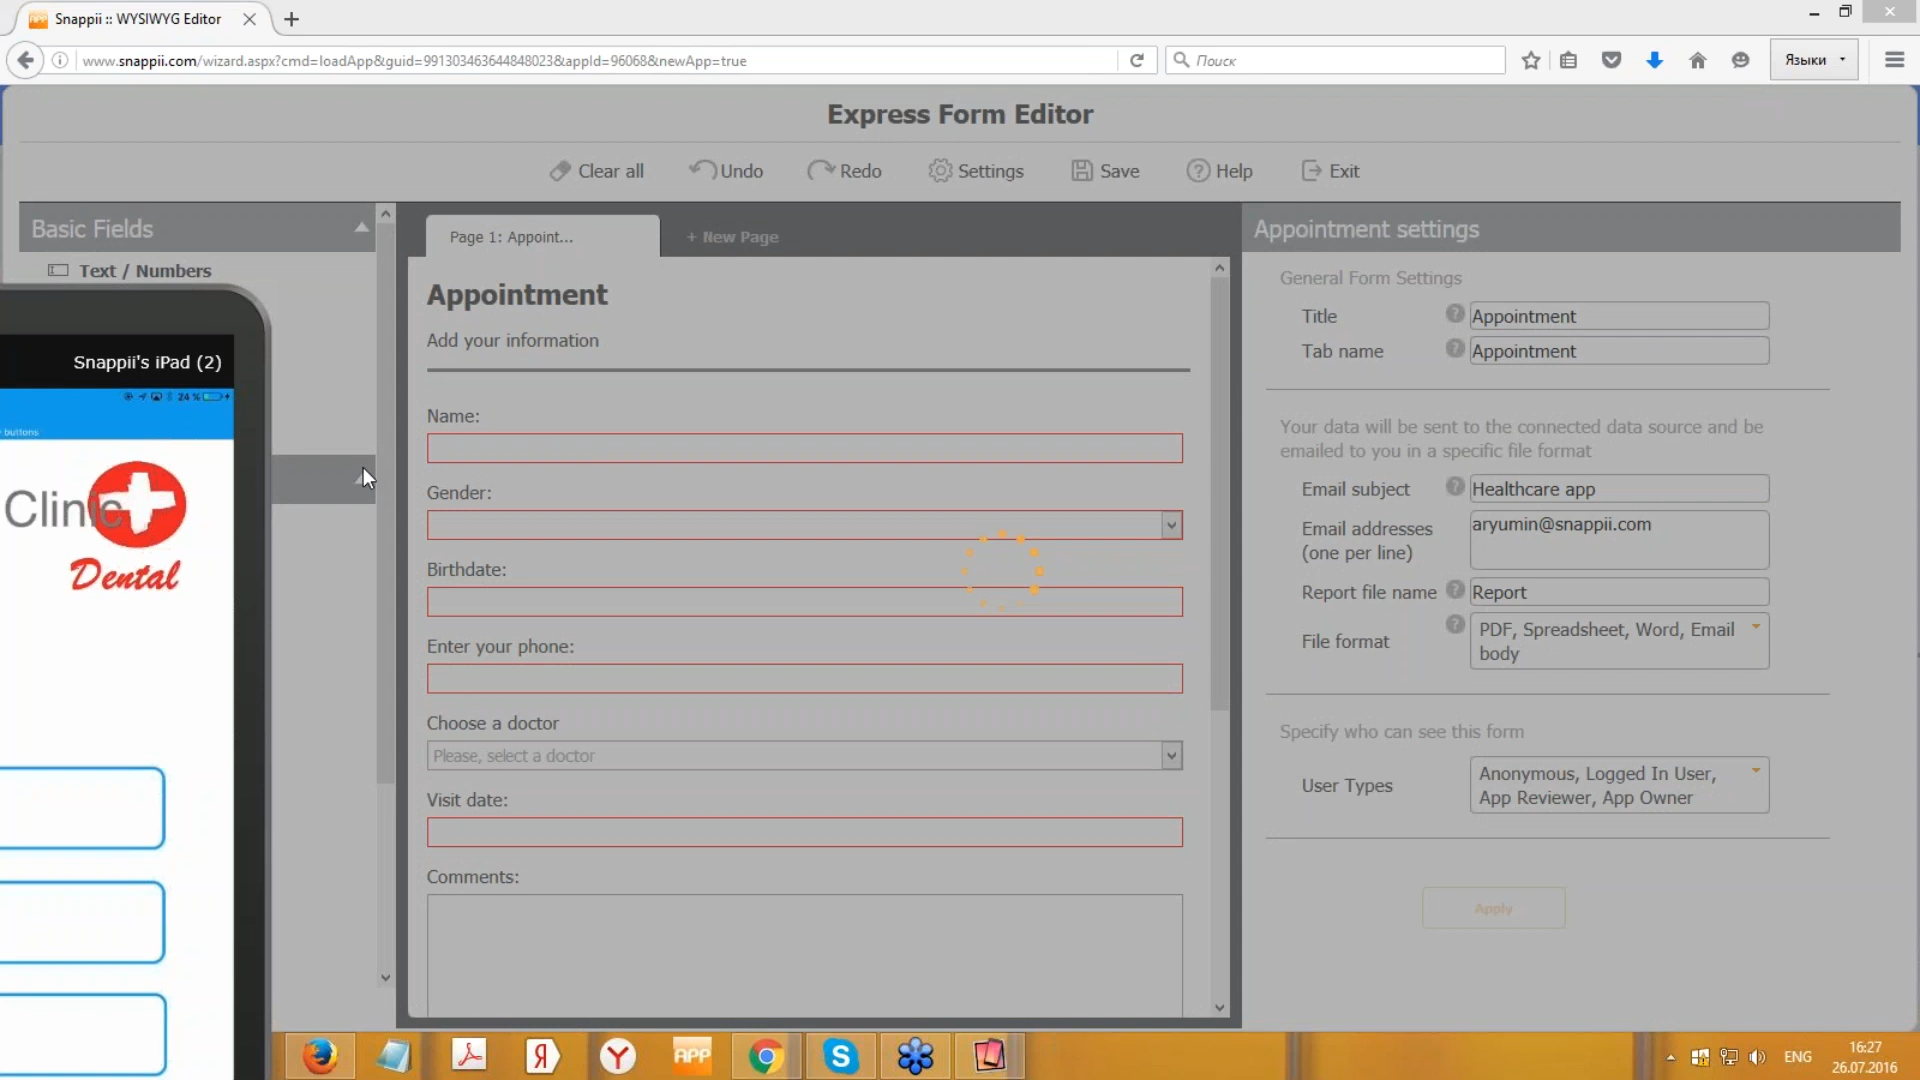 Snappii :: WYSIWYG Editor
www.snappii.com/wizard.aspx?cmd=loadApp&guid=991303463644848023&appId=96068&newApp=true
Поиск
Языки
Express Form Editor
Clear all
Undo
Redo
Settings
Save
Help
Exit
Basic Fields
Text / Numbers
Snappii's iPad (2)
24 %
buttons
Clinic
Dental
Page 1: Appoint...
+ New Page
Appointment
Add your information
Name:
Gender:
Birthdate:
Enter your phone:
Choose a doctor
Please, select a doctor
Visit date:
Comments:
Appointment settings
General Form Settings
Title
Appointment
Tab name
Appointment
Your data will be sent to the connected data source and be
emailed to you in a specific file format
Email subject
Healthcare app
Email addresses
(one per line)
aryumin@snappii.com
Report file name
Report
File format
PDF, Spreadsheet, Word, Email
body
Specify who can see this form
User Types
Anonymous, Logged In User,
App Reviewer, App Owner
Apply
APP
ENG
16:27
26.07.2016